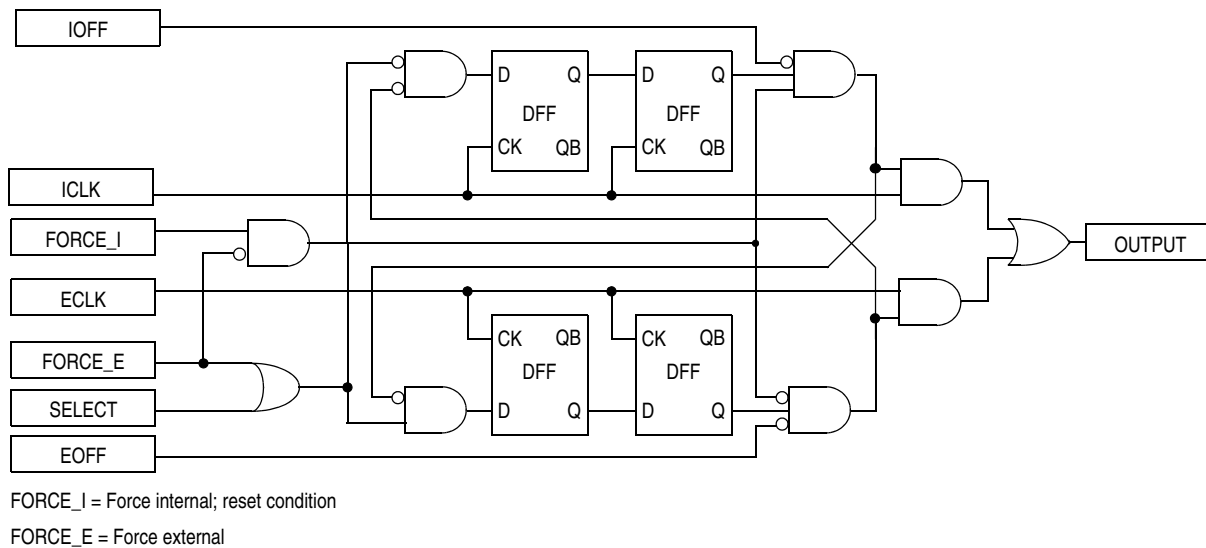 IOFF
D Q D Q
DFF DFF
CK QB CK QB
ICLK
FORCE_I
OUTPUT
ECLK
CK QB CK QB
FORCE_E
DFF DFF
SELECT
D Q D Q
EOFF
FORCE_I = Force internal; reset condition
FORCE_E = Force external